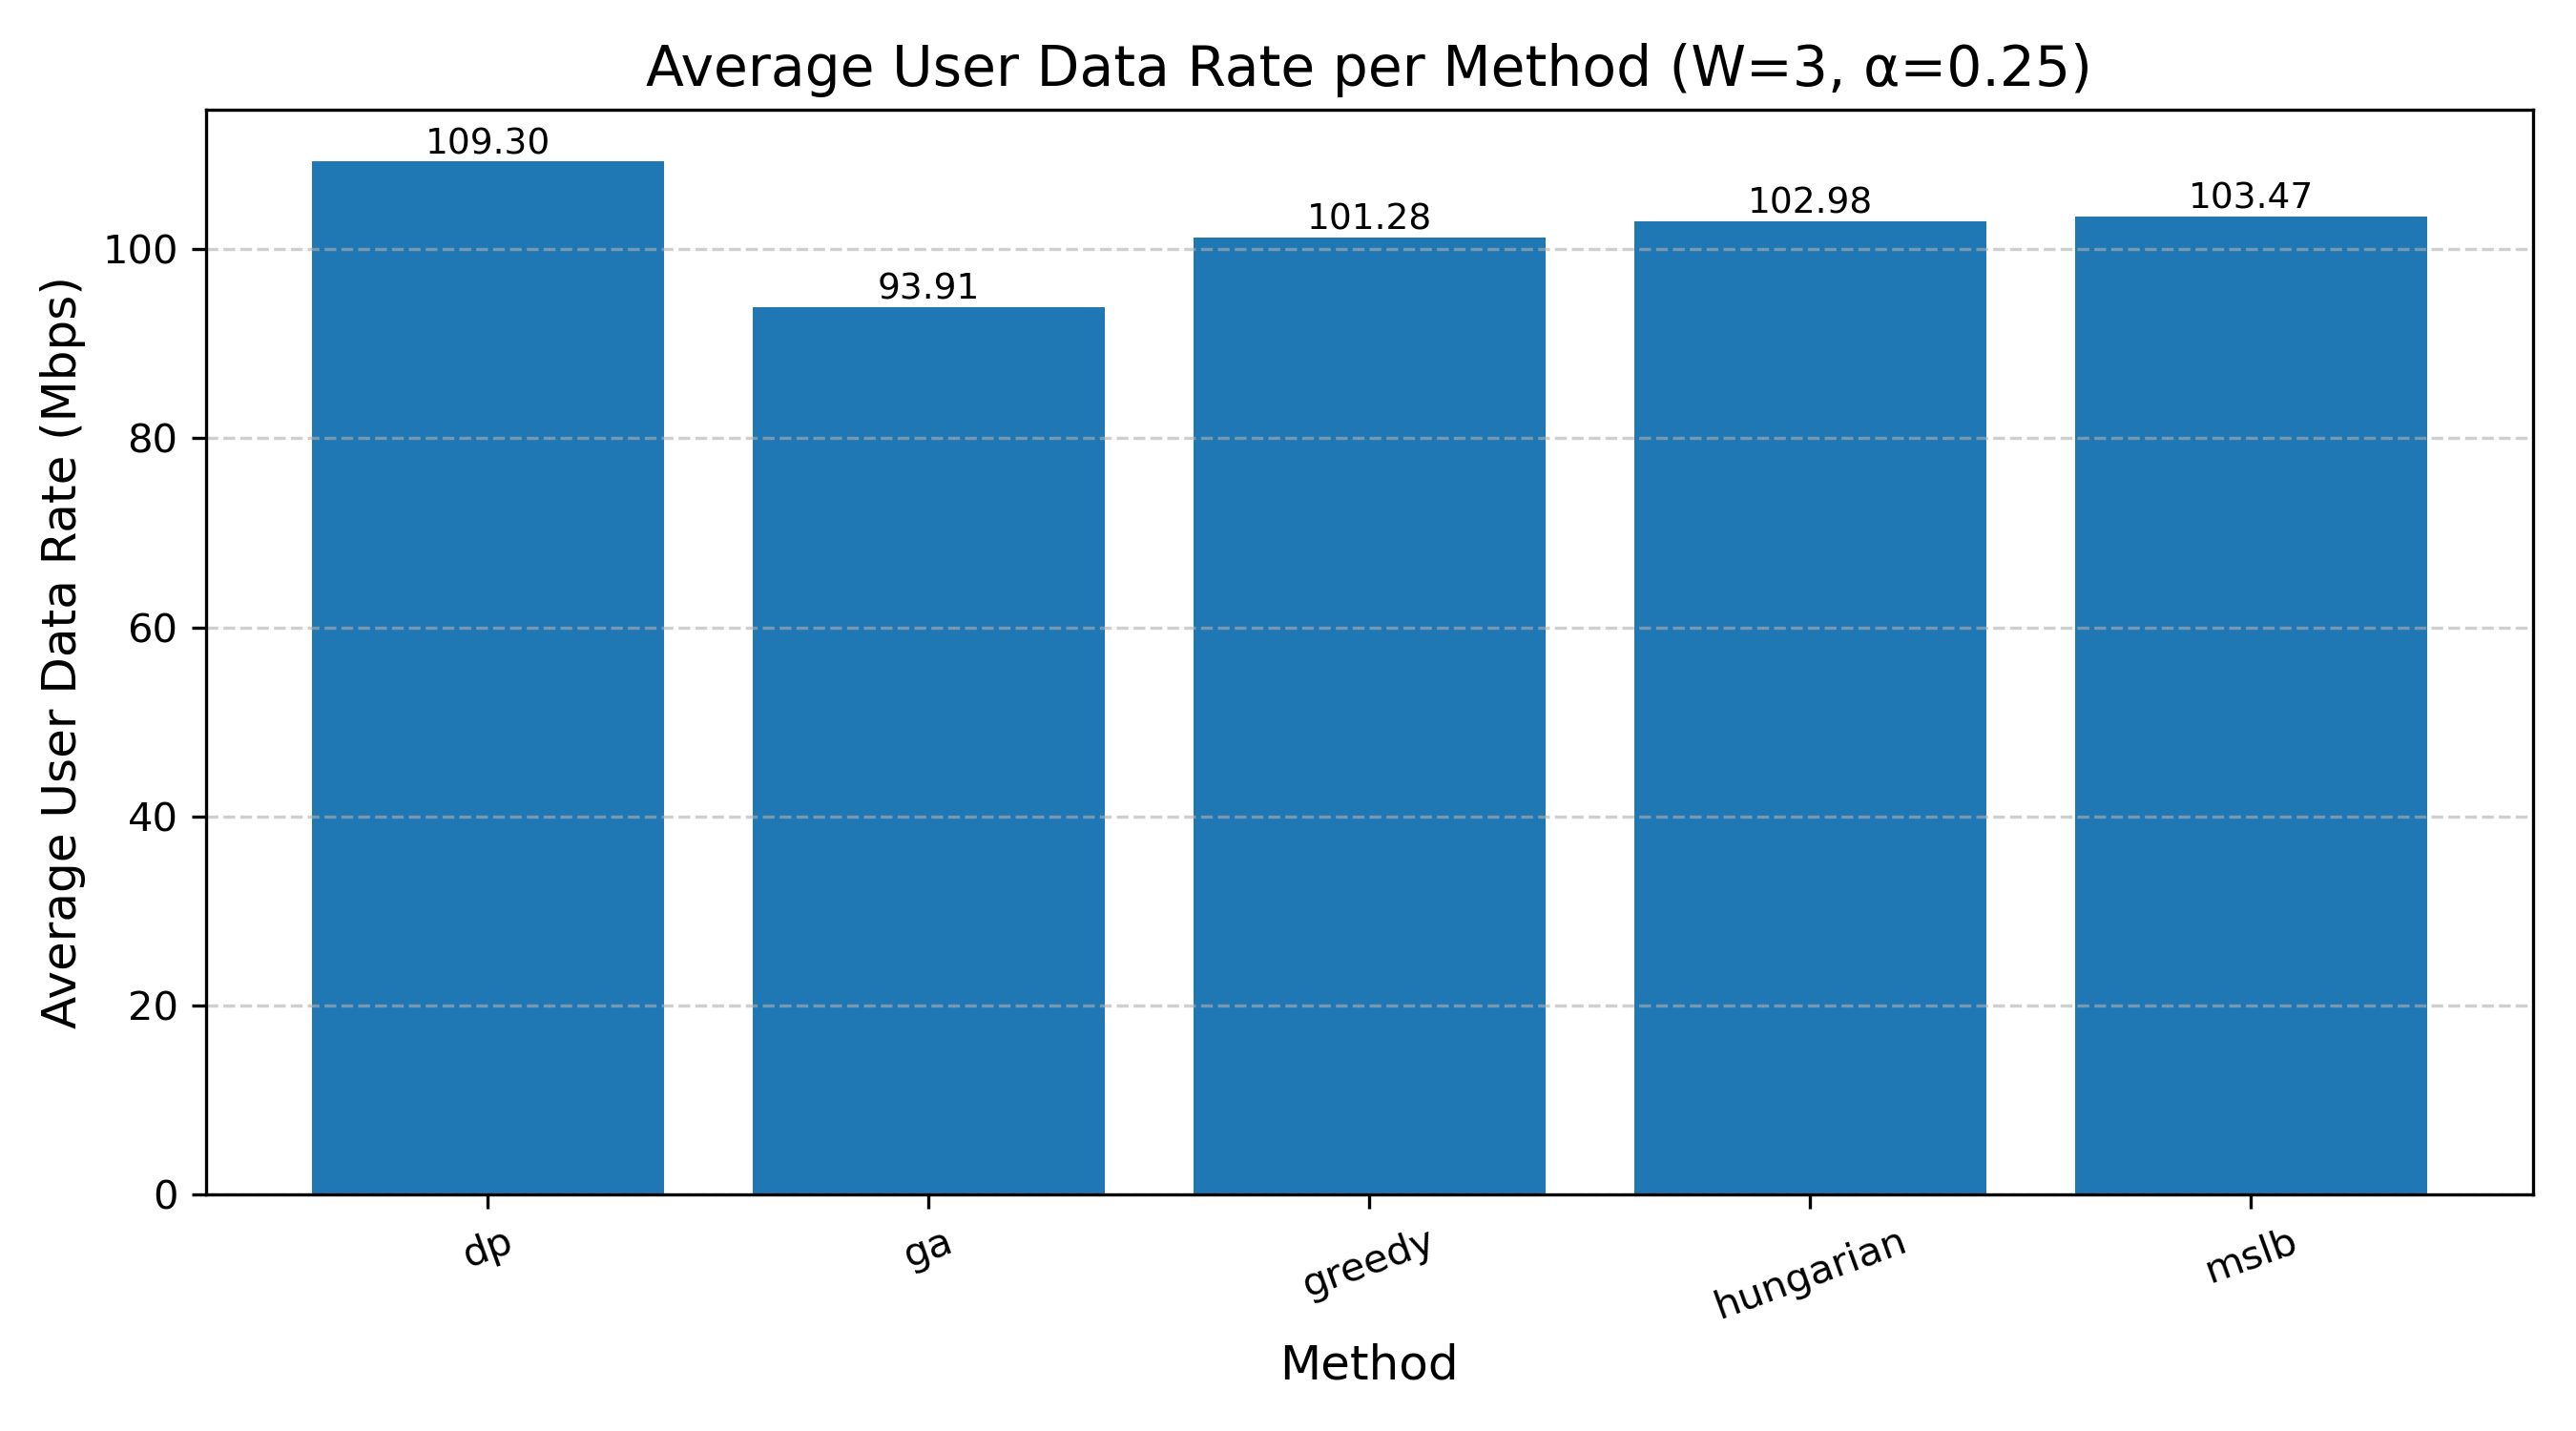 Average User Data Rate per Method (W=3, α=0.25)
Average User Data Rate (Mbps)
100
80
60
40
20
0
109.30
93.91
101.28
102.98
103.47
dp
ga
greedy
hungarian
mslb
Method